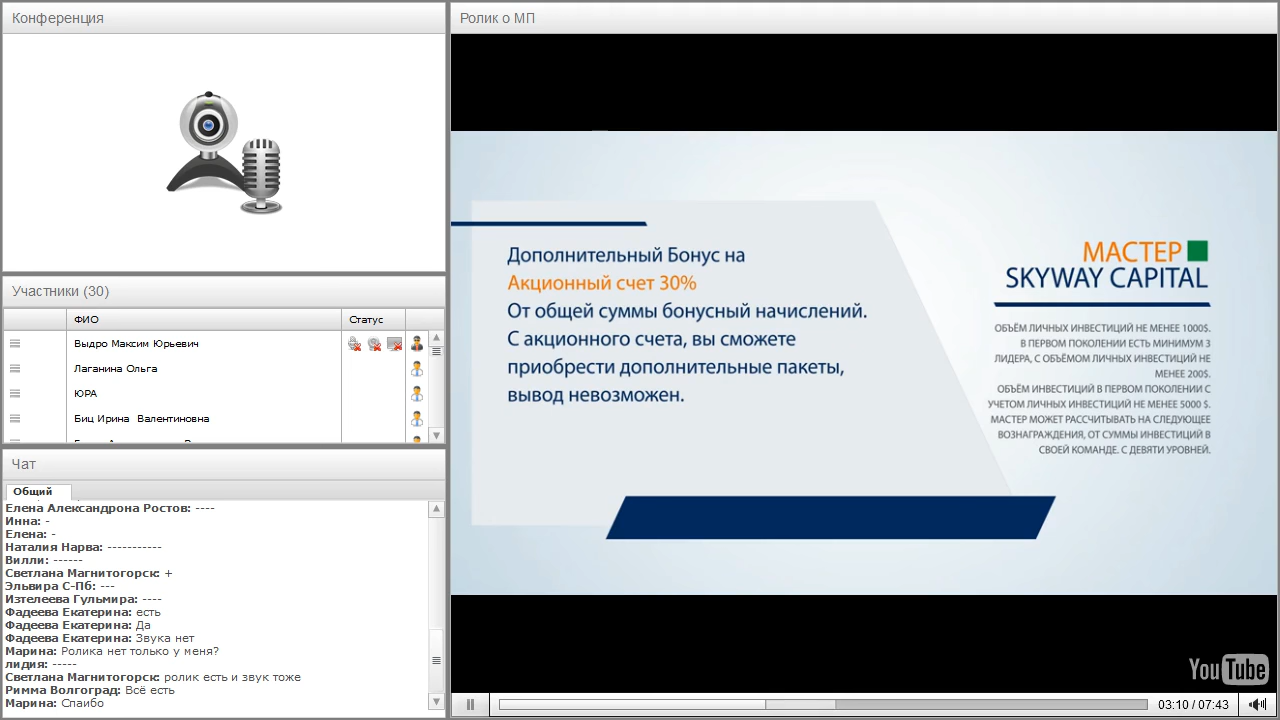 Конференция
Участники (30)
ФИО Статус
Выдро Максим Юрьевич
Лаганина Ольга
ЮРА
Биц Ирина Валентиновна
Чат
Общий
Елена Александрона Ростов: ----
Инна: -
Елена: -
Наталия Нарва: -----------
Вилли: ------
Светлана Магнитогорск: +
Эльвира С-Пб: ---
Изтелеева Гульмира: ----
Фадеева Екатерина: есть
Фадеева Екатерина: Да
Фадеева Екатерина: Звука нет
Марина: Ролика нет только у меня?
лидия: -----
Светлана Магнитогорск: ролик есть и звук тоже
Римма Волгоград: Всё есть
Марина: Спаибо
Ролик о МП
Дополнительный Бонус на
Акционный счет 30%
От общей суммы бонусный начислений.
С акционного счета, вы сможете
приобрести дополнительные пакеты,
вывод невозможен.
МАСТЕР
SKYWAY CAPITAL
ОБЪЁМ ЛИЧНЫХ ИНВЕСТИЦИЙ НЕ МЕНЕЕ 1000$.
В ПЕРВОМ ПОКОЛЕНИИ ЕСТЬ МИНИМУМ 3
ЛИДЕРА, С ОБЪЁМОМ ЛИЧНЫХ ИНВЕСТИЦИЙ НЕ
МЕНЕЕ 200$.
ОБЪЁМ ИНВЕСТИЦИЙ В ПЕРВОМ ПОКОЛЕНИИ С
УЧЕТОМ ЛИЧНЫХ ИНВЕСТИЦИЙ НЕ МЕНЕЕ 5000 $.
МАСТЕР МОЖЕТ РАССЧИТЫВАТЬ НА СЛЕДУЮЩЕЕ
ВОЗНАГРАЖДЕНИЯ, ОТ СУММЫ ИНВЕСТИЦИЙ В
СВОЕЙ КОМАНДЕ. С ДЕВЯТИ УРОВНЕЙ.
YouTube
03:10 / 07:43